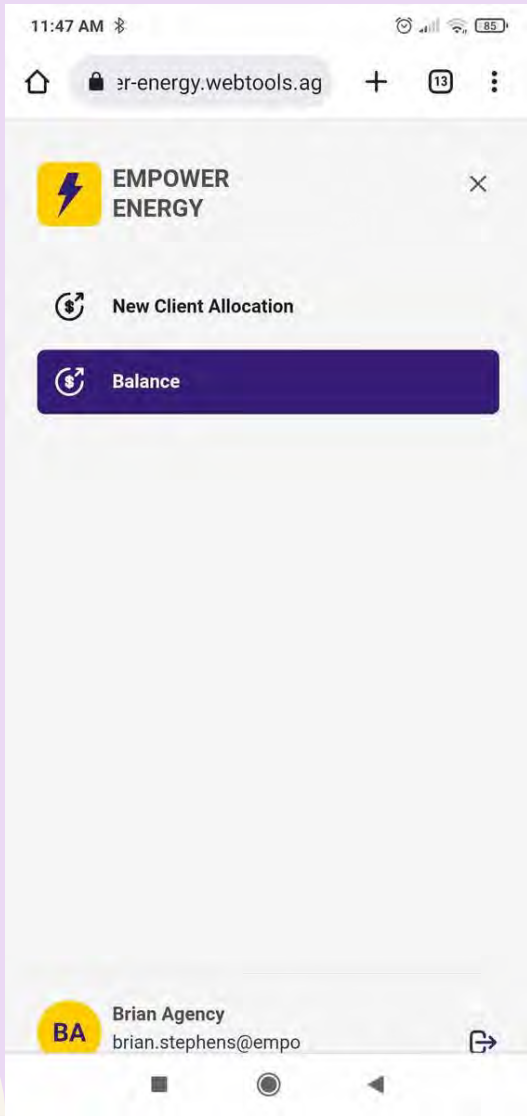 11:47 AM
85
er-energy.webtools.ag
13
EMPOWER
ENERGY
New Client Allocation
Balance
BA
Brian Agency
brian.stephens@empo